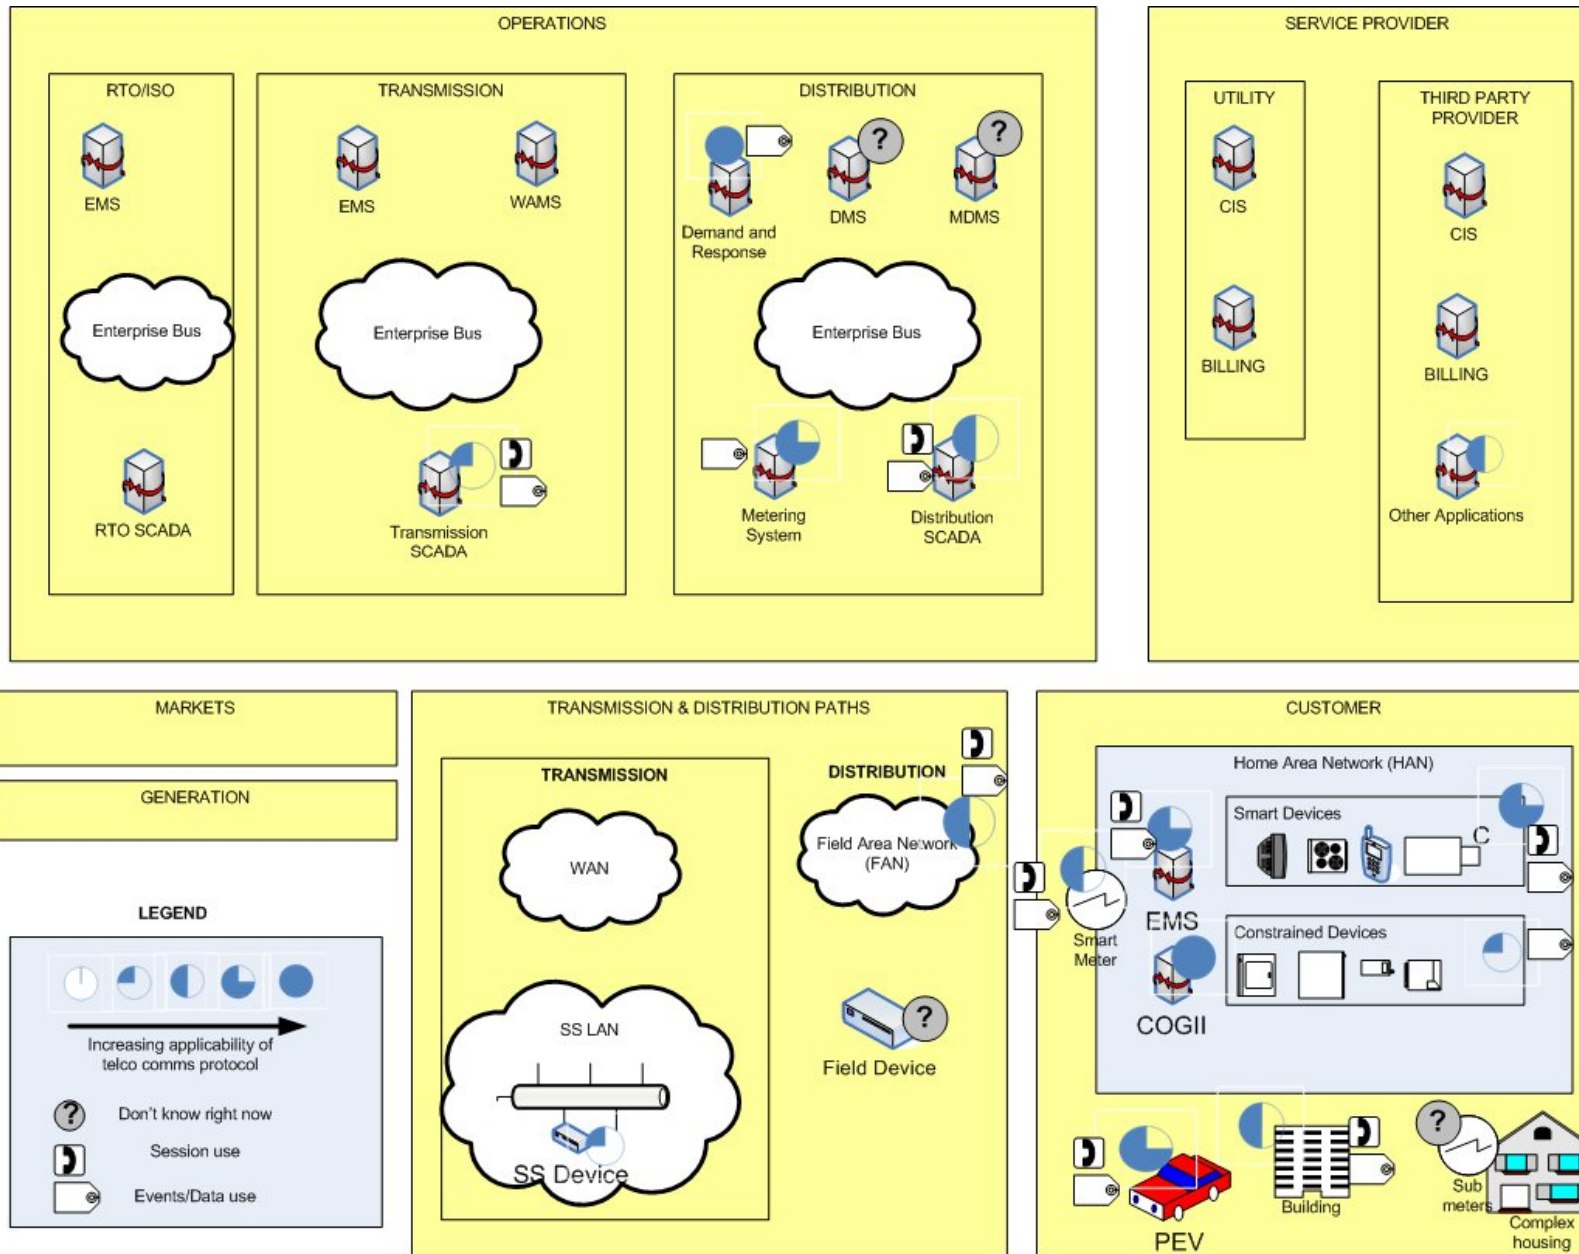 OPERATIONS
RTO/ISO
EMS
Enterprise Bus
RTO SCADA
TRANSMISSION
EMS
WAMS
Enterprise Bus
Transmission
SCADA
DISTRIBUTION
?
?
Demand and
Response
DMS
MDMS
Enterprise Bus
Metering
System
Distribution
SCADA
SERVICE PROVIDER
UTILITY
CIS
BILLING
THIRD PARTY
PROVIDER
CIS
BILLING
Other Applications
MARKETS
GENERATION
LEGEND
Increasing applicability of
telco comms protocol
?
Don't know right now
Session use
Events/Data use
TRANSMISSION & DISTRIBUTION PATHS
TRANSMISSION
WAN
SS LAN
SS Device
DISTRIBUTION
Field Area Network
(FAN)
?
Field Device
CUSTOMER
Home Area Network (HAN)
Smart Devices
C
EMS
Smart
Meter
Constrained Devices
COGII
PEV
Building
?
Sub
meters
Complex
housing